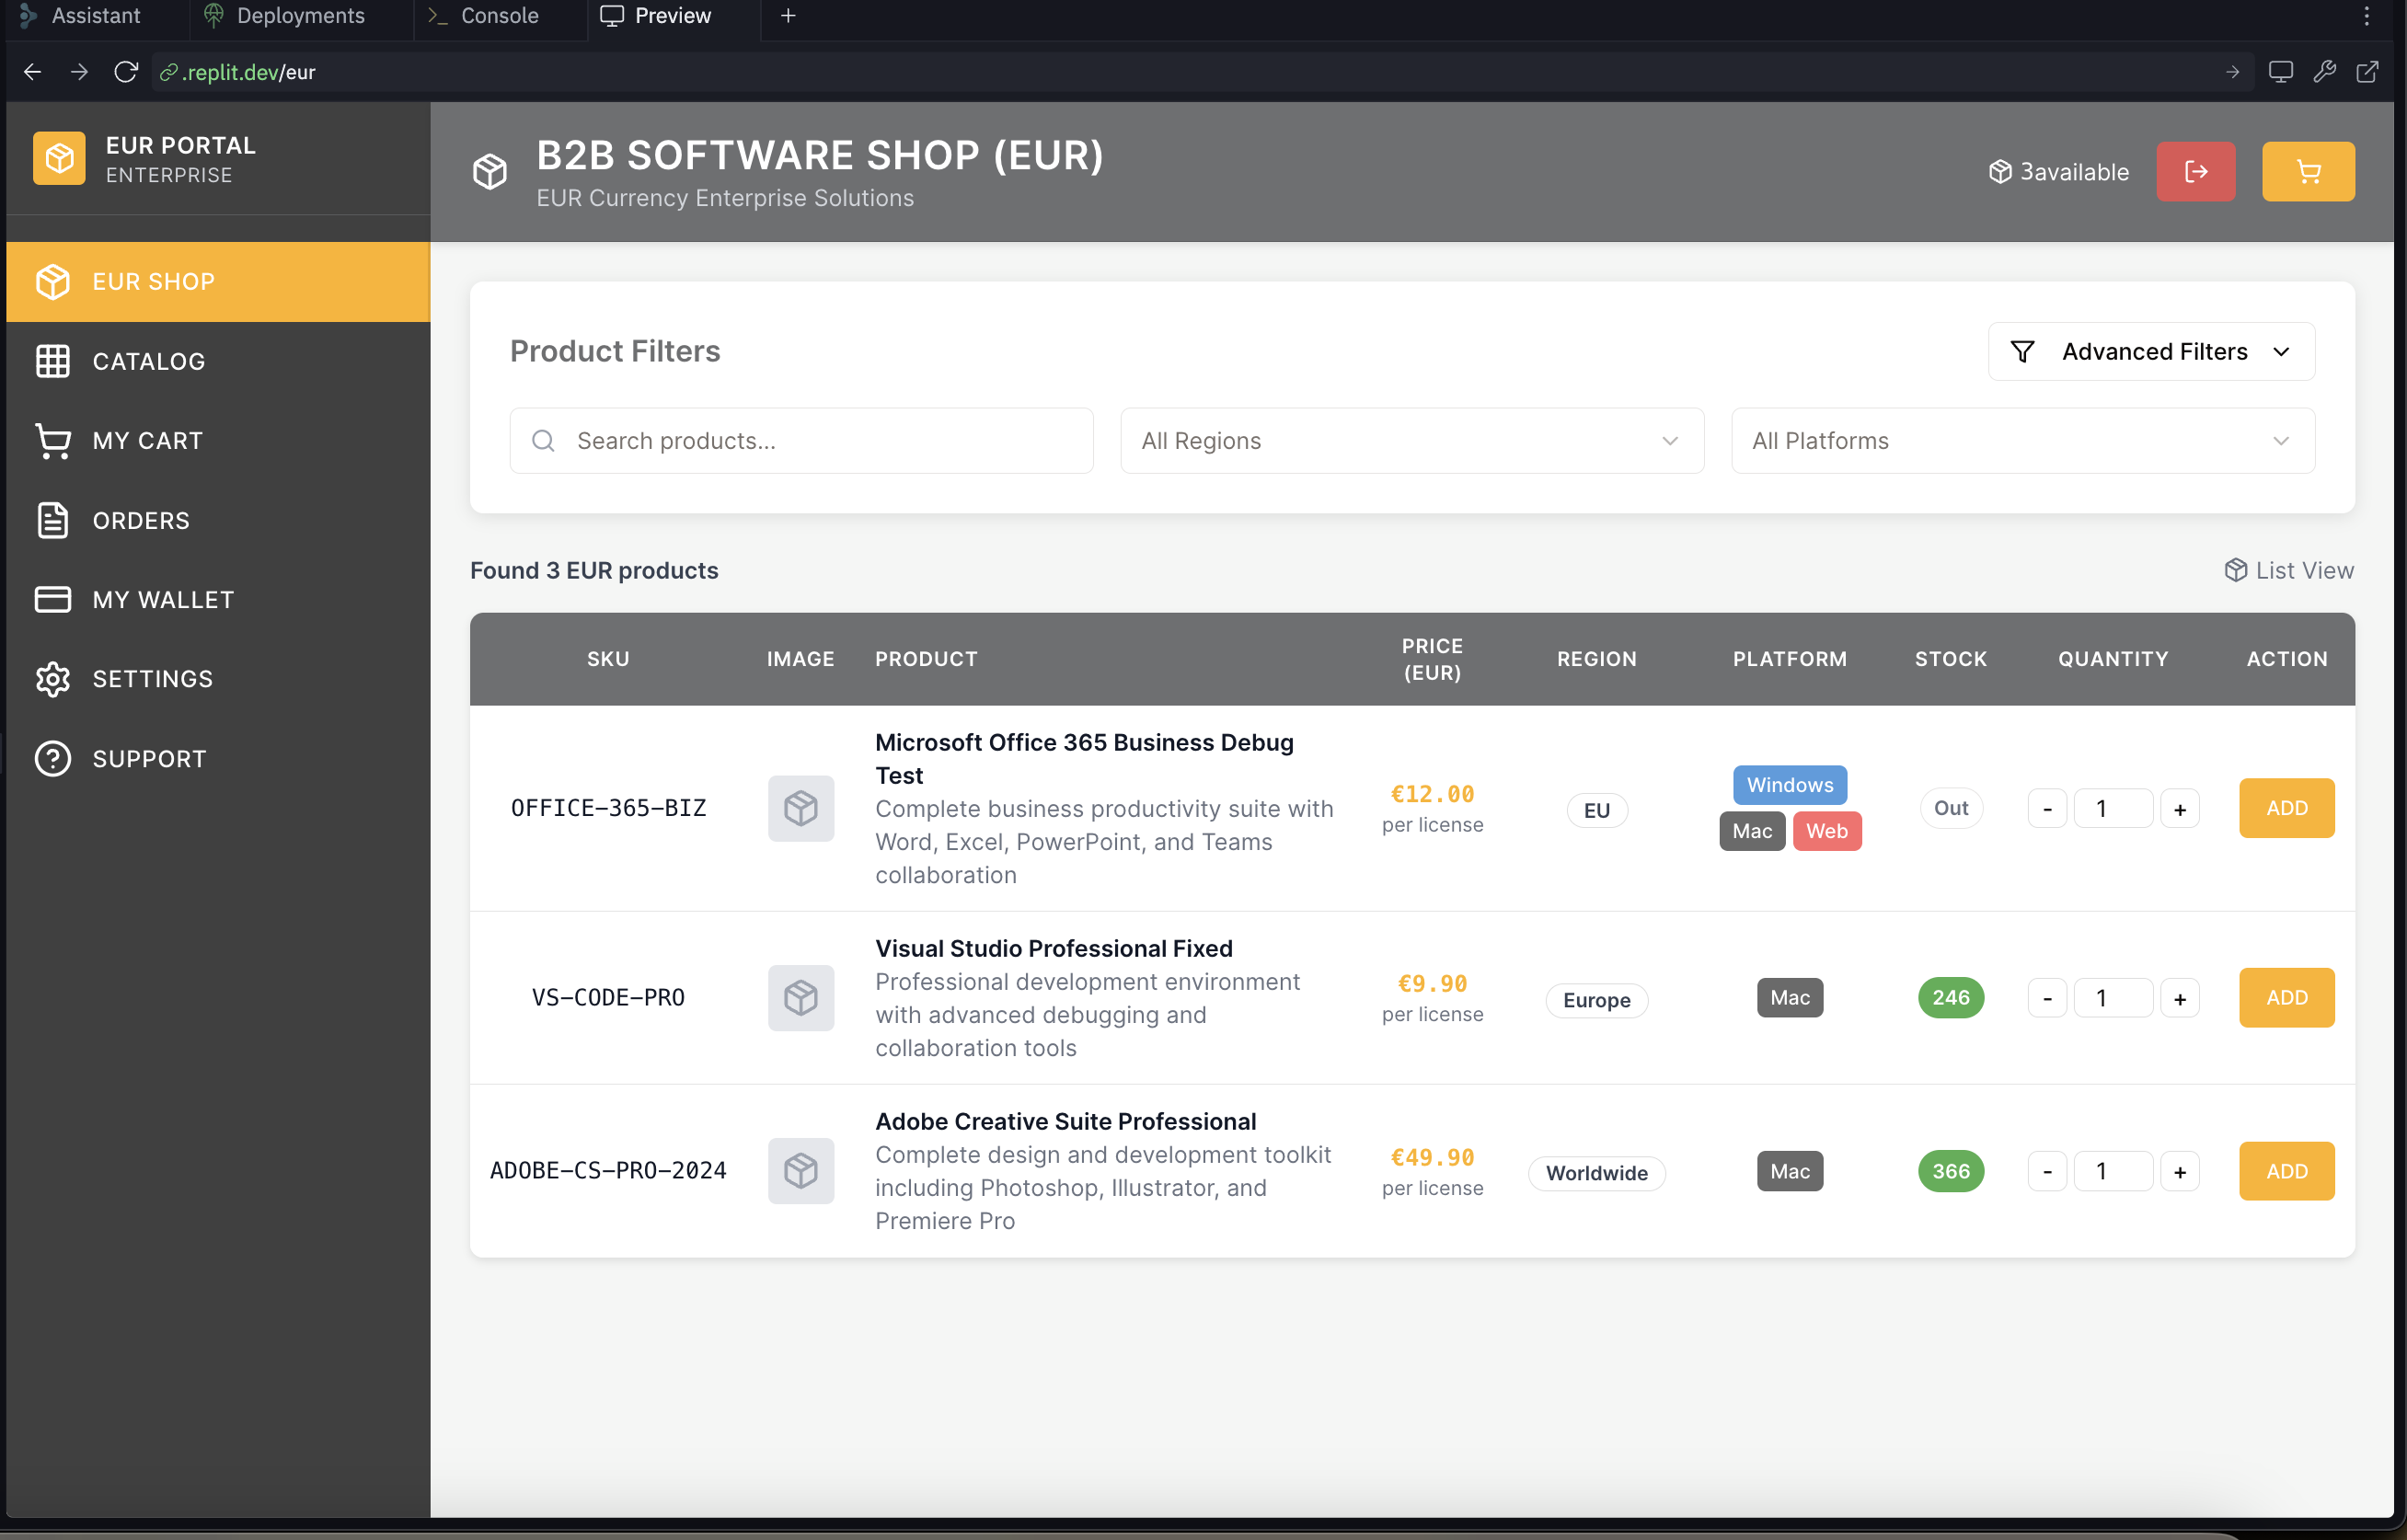 Assistant
Deployments
Console
Preview
.replit.dev/eur
EUR PORTAL
ENTERPRISE
EUR SHOP
CATALOG
MY CART
ORDERS
MY WALLET
SETTINGS
SUPPORT
B2B SOFTWARE SHOP (EUR)
EUR Currency Enterprise Solutions
3available
Product Filters
Advanced Filters
Search products...
All Regions
All Platforms
Found 3 EUR products
List View
SKU IMAGE PRODUCT PRICE (EUR) REGION PLATFORM STOCK QUANTITY ACTION
OFFICE-365-BIZ
Microsoft Office 365 Business Debug
Test
Complete business productivity suite with
Word, Excel, PowerPoint, and Teams
collaboration
€12.00
per license
EU
Windows
Mac Web
Out
- 1 +
ADD
VS-CODE-PRO
Visual Studio Professional Fixed
Professional development environment
with advanced debugging and
collaboration tools
€9.90
per license
Europe
Mac
246
- 1 +
ADD
ADOBE-CS-PRO-2024
Adobe Creative Suite Professional
Complete design and development toolkit
including Photoshop, Illustrator, and
Premiere Pro
€49.90
per license
Worldwide
Mac
366
- 1 +
ADD